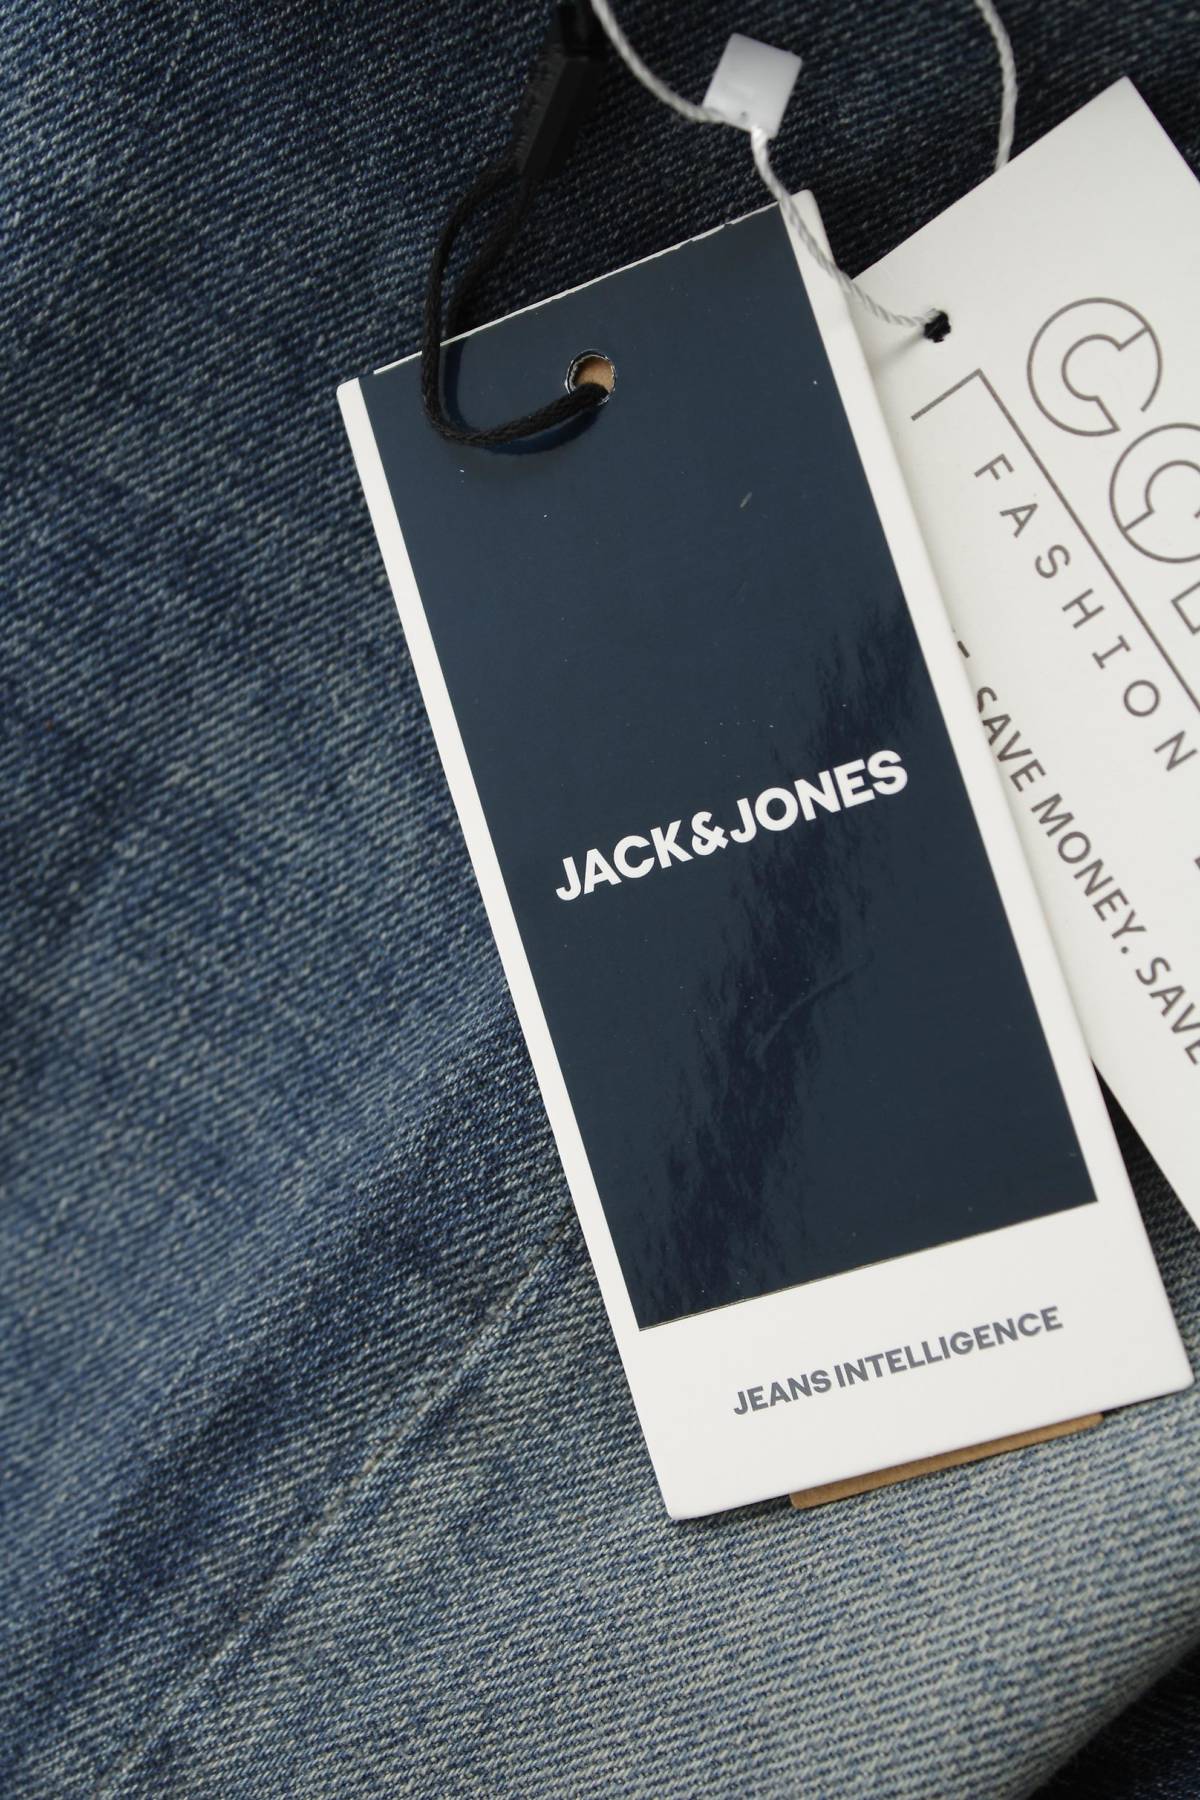 JACK&JONES
JEANS INTELLIGENCE
FASHION
SAVE MONEY. SAVE